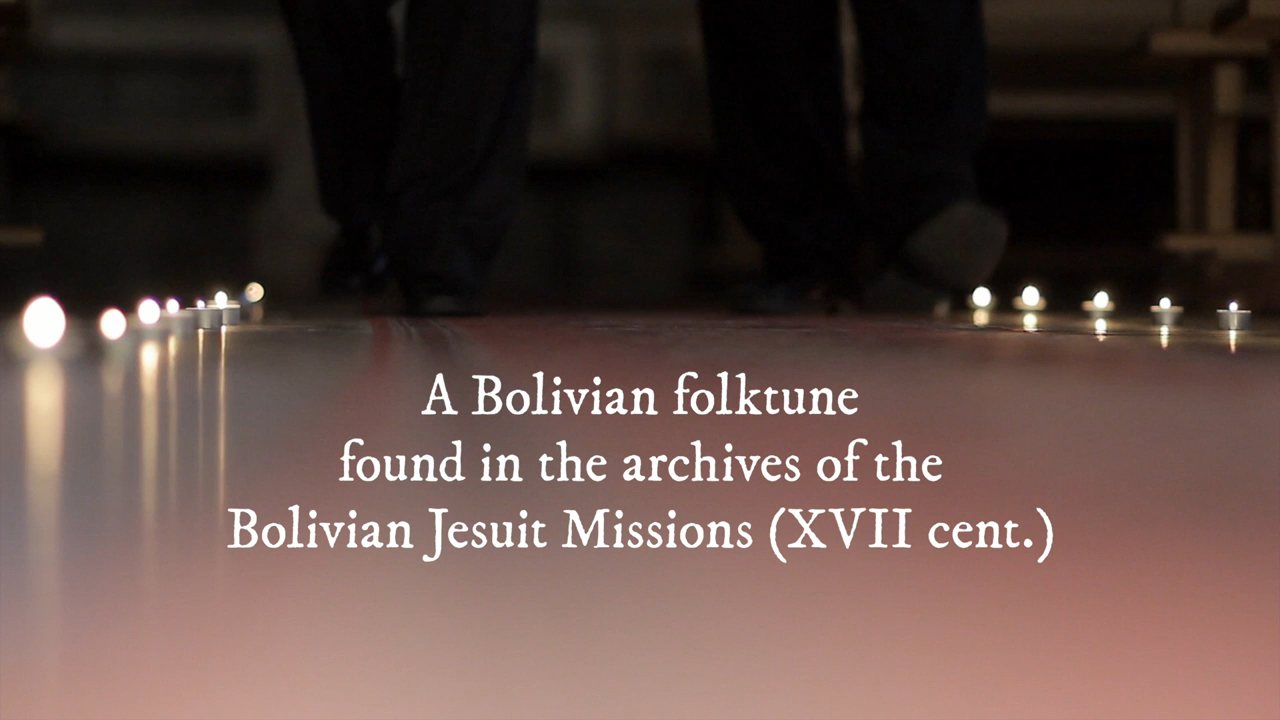 A Bolivian folktune
found in the archives of the
Bolivian Jesuit Missions (XVII cent.)